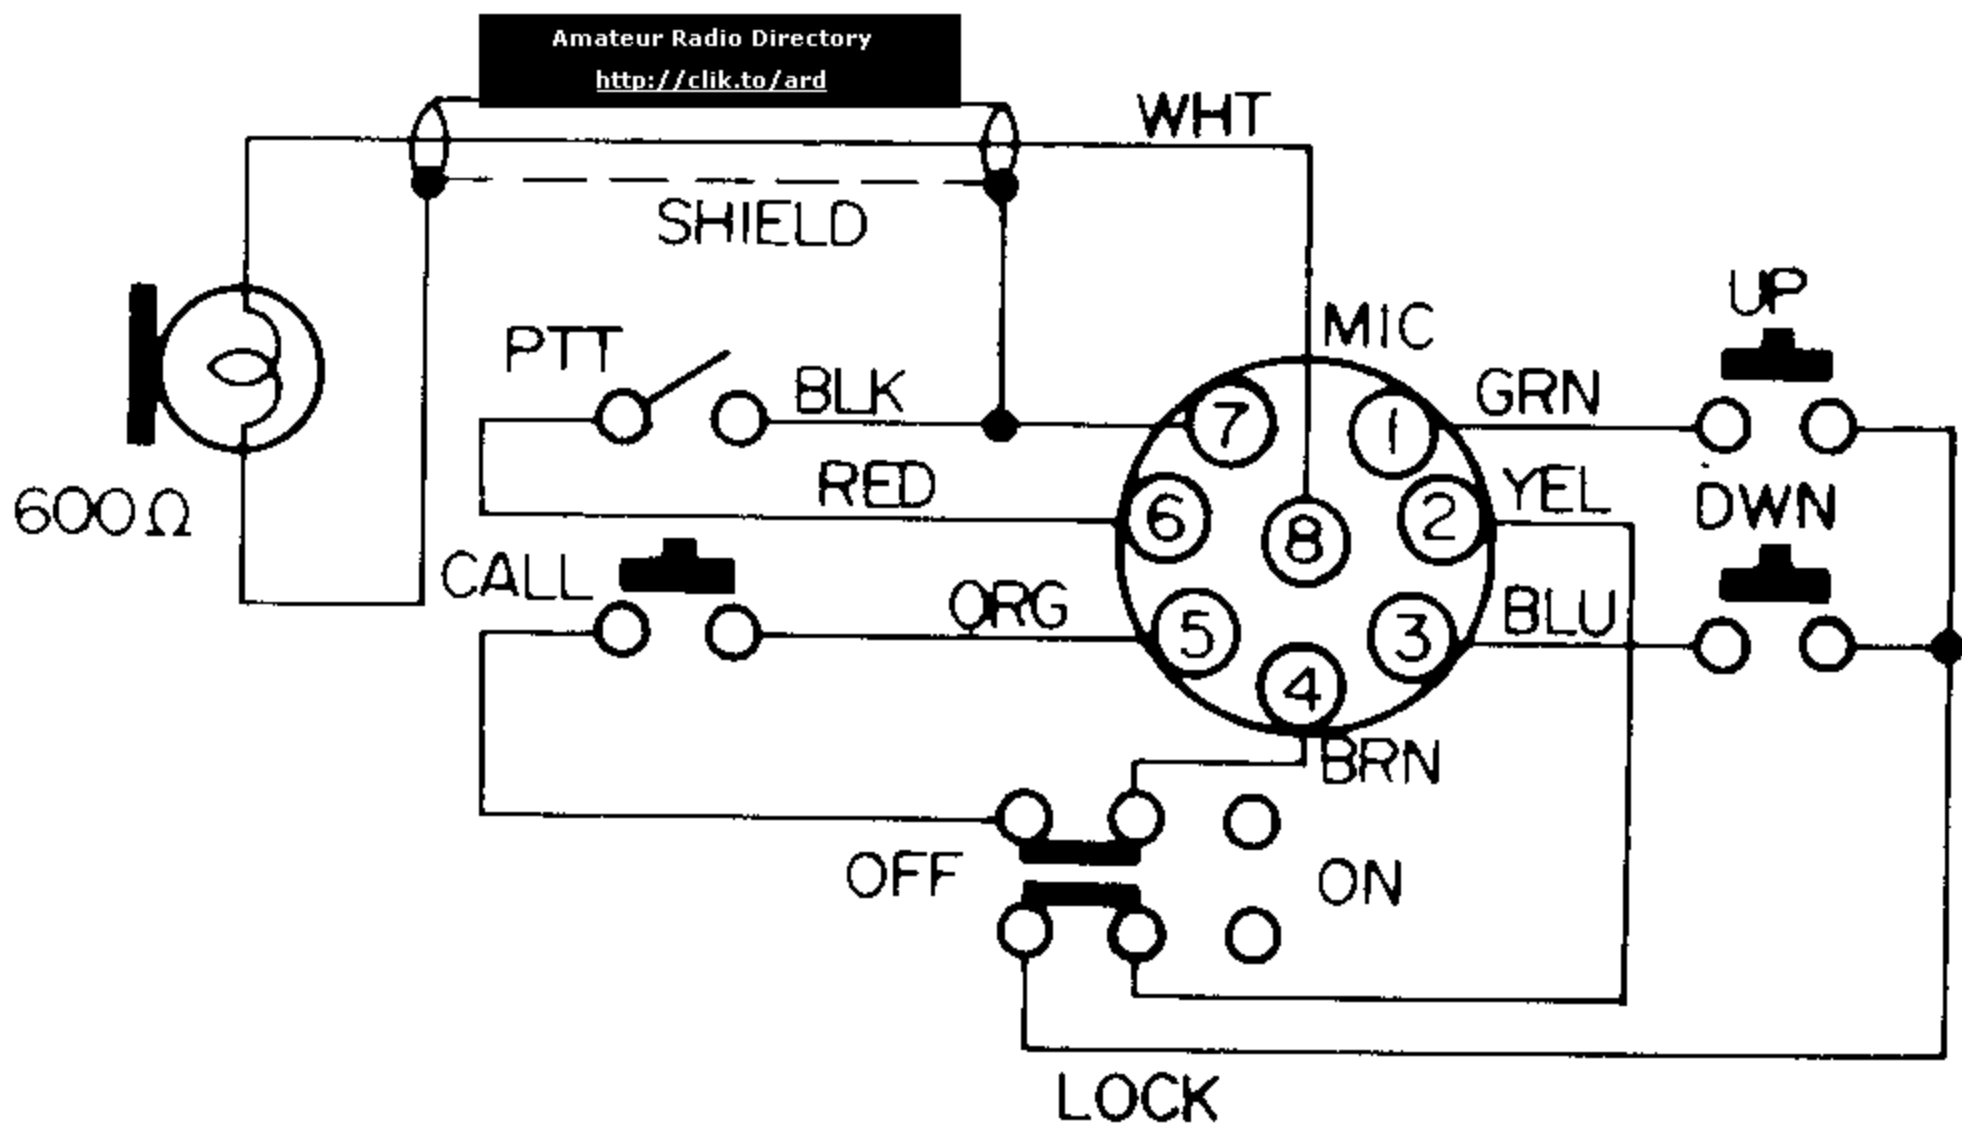 Amateur Radio Directory
http://clik.to/ard
WHT
SHIELD
UP
MIC
PTT
BLK
GRN
7
1
RED
YEL
DWN
600Ω
6
8
2
CALL
ORG
BLU
5
3
4
BRN
OFF
ON
LOCK